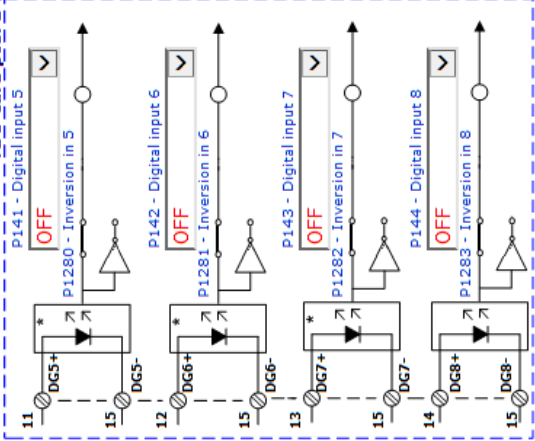 P141 - Digital input 5
OFF
P1280 - Inversion in 5
*
DG5+
DG5-
11
15
P142 - Digital input 6
OFF
P1281 - Inversion in 6
*
DG6+
DG6-
12
15
P143 - Digital input 7
OFF
P1282 - Inversion in 7
*
DG7+
DG7-
13
15
P144 - Digital input 8
OFF
P1283 - Inversion in 8
DG8+
DG8-
14
15